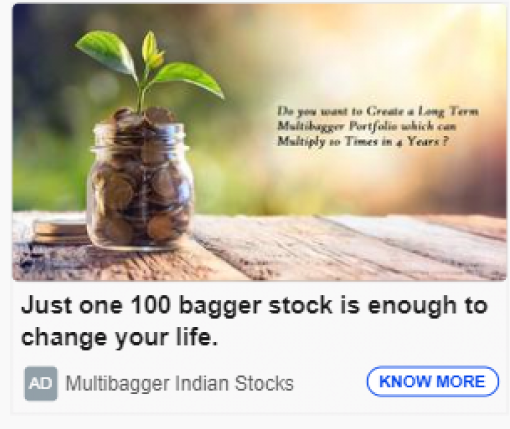 Do you want to Create a Long Term
Multibagger Portfolio which can
Multiply 10 Times in 4 Years ?
Just one 100 bagger stock is enough to
change your life.
AD Multibagger Indian Stocks
KNOW MORE